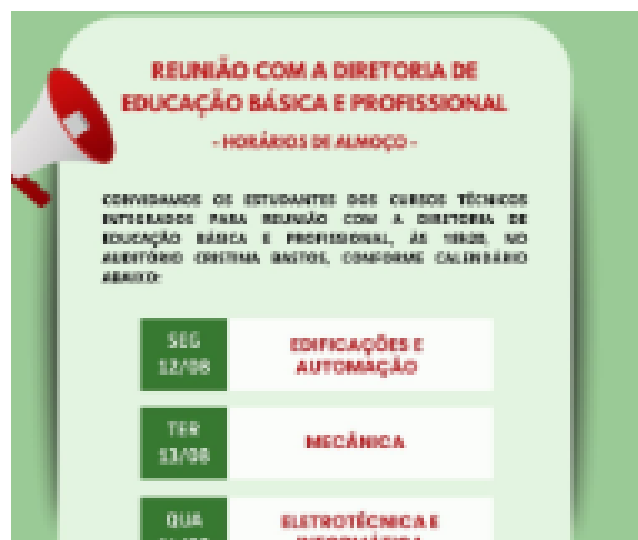 REUNIÃO COM A DIRETORIA DE
EDUCAÇÃO BÁSICA E PROFISSIONAL
- HORÁRIOS DE ALMOÇO -
CONVIDAMOS OS ESTUDANTES DOS CURSOS TÉCNICOS
INTEGRADOS PARA REUNIÃO COM A DIRETORIA DE
EDUCAÇÃO BÁSICA E PROFISSIONAL, ÀS NO
AUDITÓRIO CRISTINA BASTOS, CONFORME CALENDÁRIO
ABAIXO:
SEG
12/08
EDIFICAÇÕES E
AUTOMAÇÃO
TER
13/08
MECÂNICA
QUA
ELETROTÉCNICA E
INFORMÁTICA